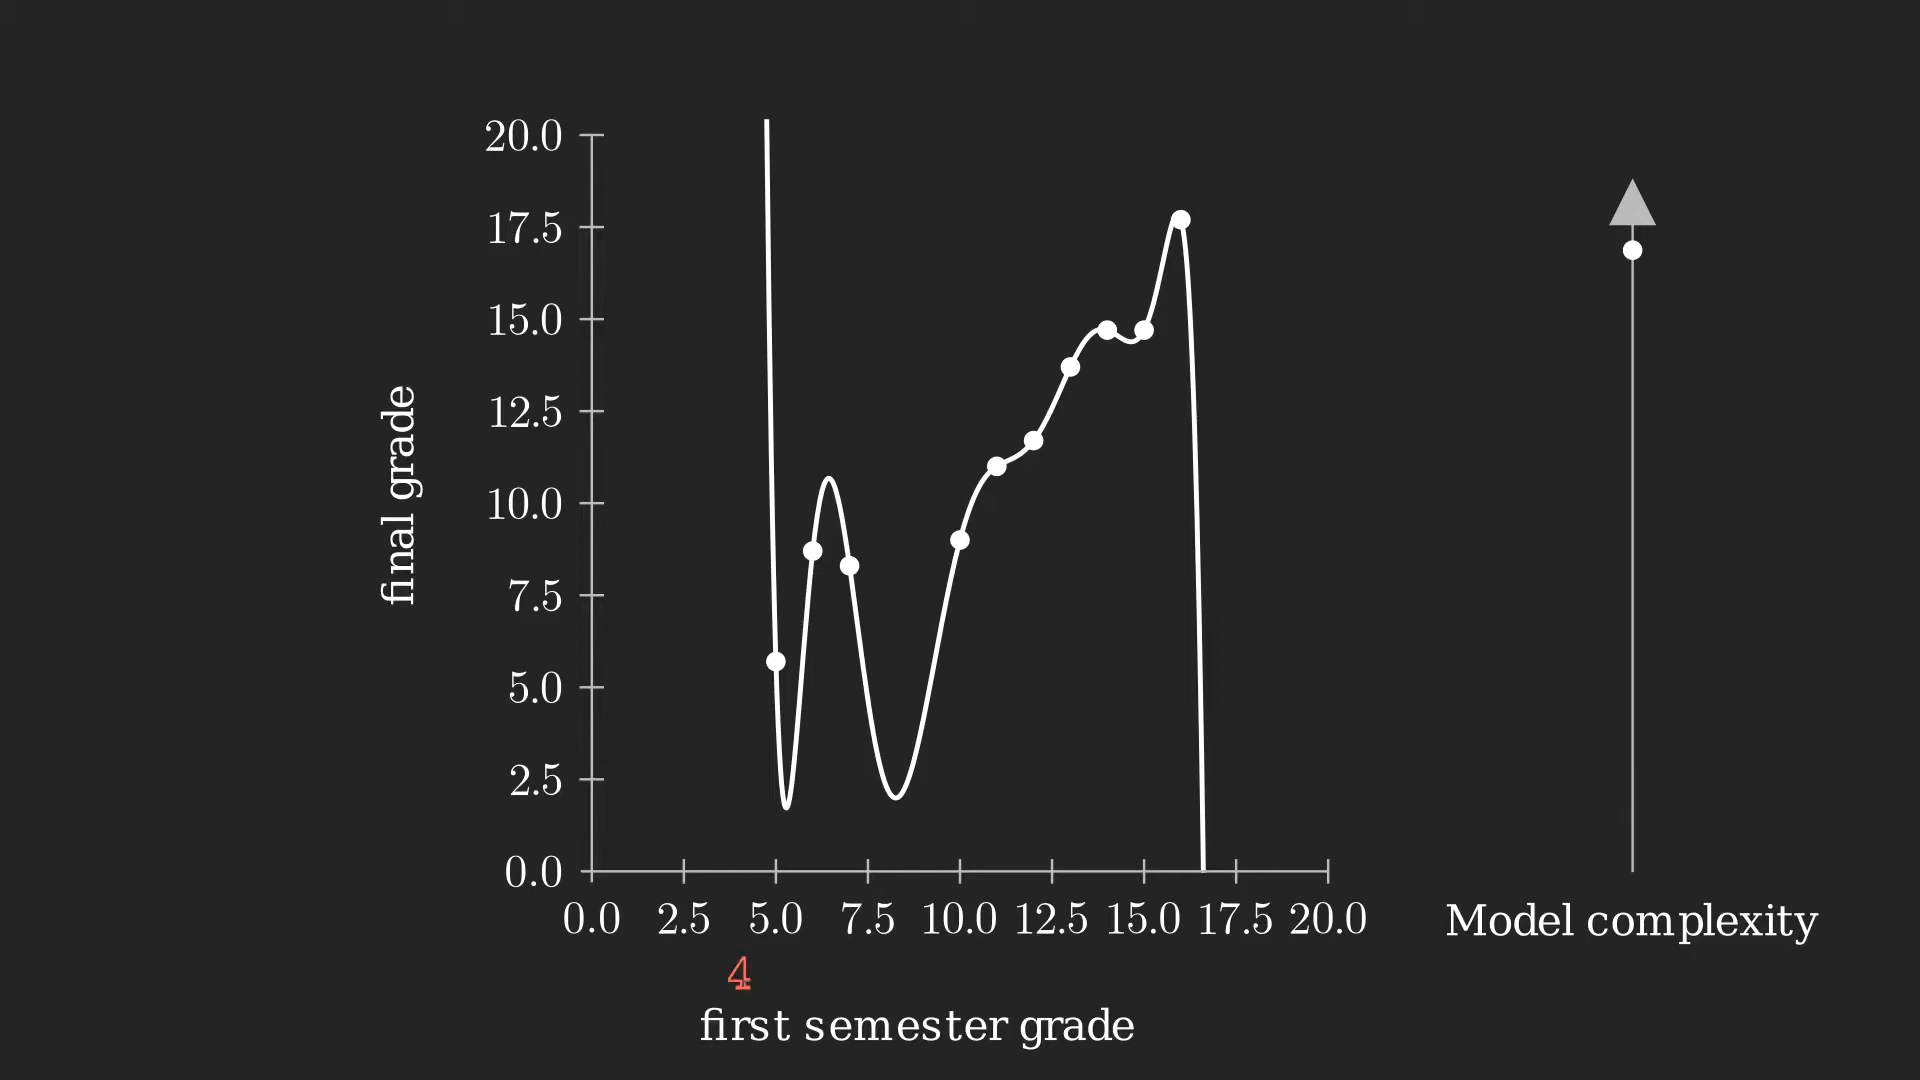 20.0
17.5
15.0
12.5
10.0
7.5
5.0
2.5
0.0
final grade
0.0 2.5 5.0 7.5 10.0 12.5 15.0 17.5 20.0
4
first semester grade
Model complexity